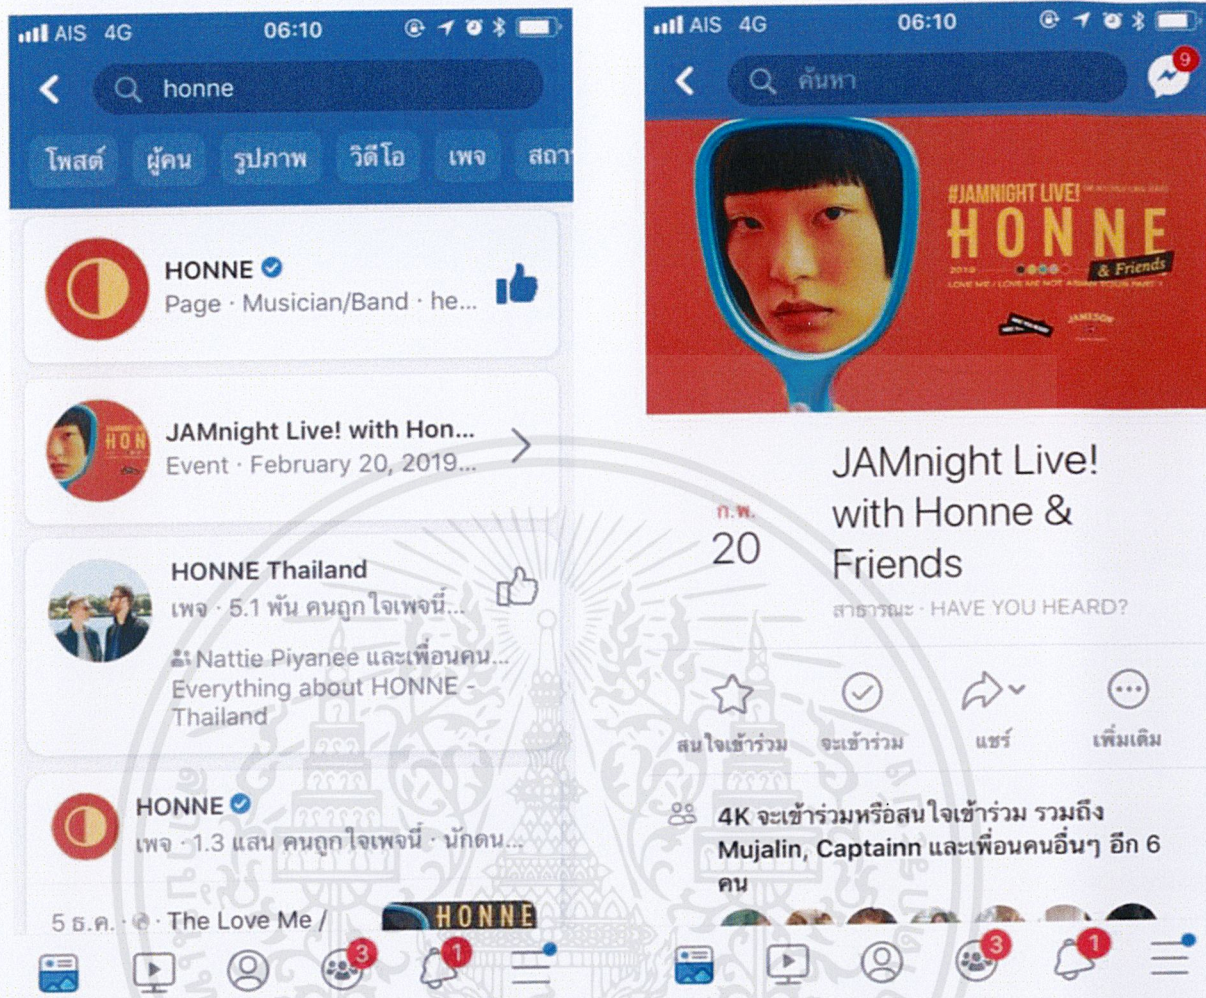 AIS 4G 06:10
honne
โพสต์ ผู้คน รูปภาพ วิดีโอ เพจ
HONNE
Page · Musician/Band · he...
JAMnight Live! with Hon...
Event · February 20, 2019...
HONNE Thailand
เพจ · 5.1 พัน คนถูกใจเพจนี้...
Nattie Piyanee และเพื่อนคน...
Everything about HONNE -
Thailand
HONNE
เพจ · 1.3 แสน คนถูกใจเพจนี้ · นักดน...
5 ธ.ค. · The Love Me /
HONNE
3 1
AIS 4G 06:10
ค้นหา
9
#JAMNIGHT LIVE!
HONNE
2019
& Friends
JAMESON
JAMnight Live!
with Honne &
Friends
ก.พ.
20
สาธารณะ · HAVE YOU HEARD?
สนใจเข้าร่วม จะเข้าร่วม แชร์ เพิ่มเติม
4K จะเข้าร่วมหรือสนใจเข้าร่วม รวมถึง
Mujalin, Captainn และเพื่อนคนอื่นๆ อีก 6
คน
3 1